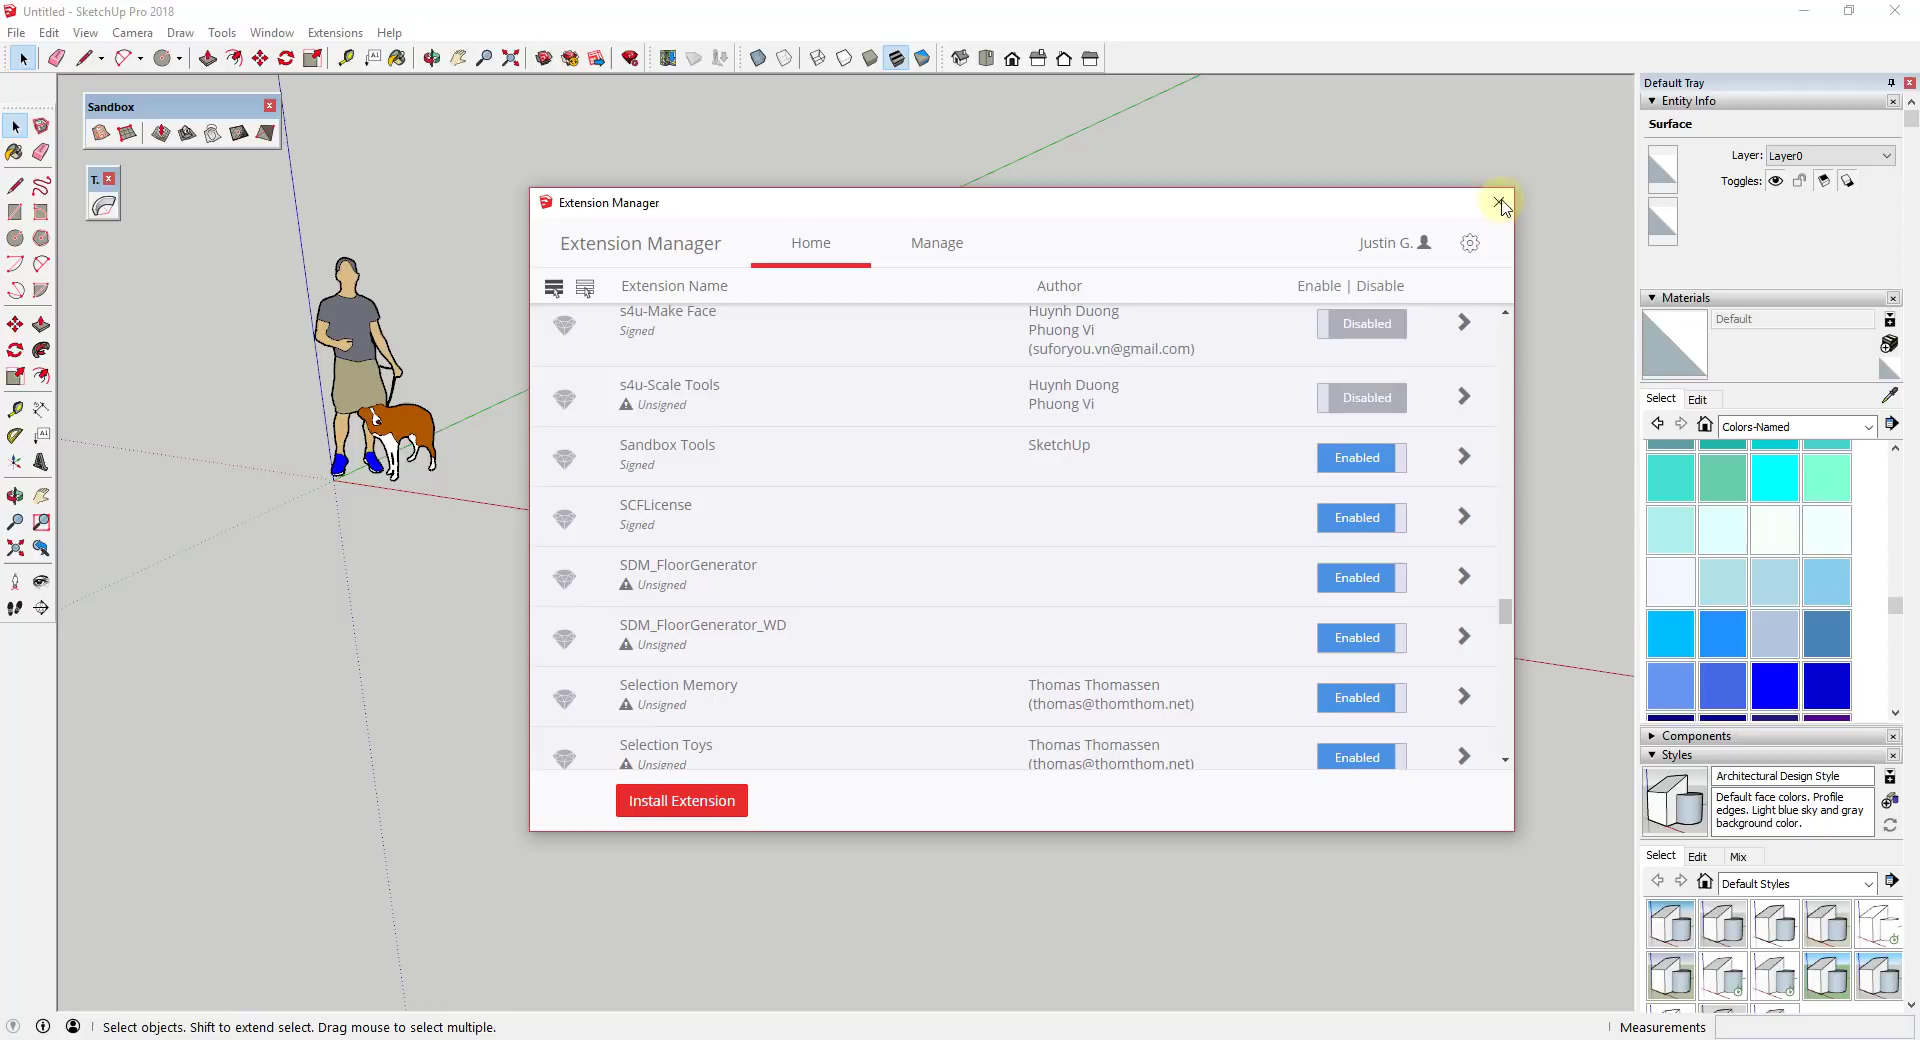 Untitled - SketchUp Pro 2018
File Edit View Camera Draw Tools Window Extensions Help
Sandbox
T.
Extension Manager
Extension Manager Home Manage Justin G.
Extension Name Author Enable | Disable
s4u-Make Face
Signed
Huynh Duong
Phuong Vi
(suforyou.vn@gmail.com)
Disabled
s4u-Scale Tools
Unsigned
Huynh Duong
Phuong Vi
Disabled
Sandbox Tools
Signed
SketchUp
Enabled
SCFLicense
Signed
Enabled
SDM_FloorGenerator
Unsigned
Enabled
SDM_FloorGenerator_WD
Unsigned
Enabled
Selection Memory
Unsigned
Thomas Thomassen
(thomas@thomthom.net)
Enabled
Selection Toys
Unsigned
Thomas Thomassen
(thomas@thomthom.net)
Enabled
Install Extension
Default Tray
Entity Info
Surface
Layer: Layer0
Toggles:
Materials
Default
Select Edit
Colors-Named
Components
Styles
Architectural Design Style
Default face colors. Profile
edges. Light blue sky and gray
background color.
Select Edit Mix
Default Styles
Select objects. Shift to extend select. Drag mouse to select multiple.
Measurements